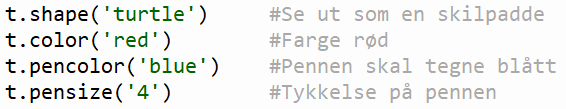 t.shape('turtle') #Se ut som en skilpadde
t.color('red') #Farge rød
t.pencolor('blue') #Pennen skal tegne blått
t.pensize('4') #Tykkelse på pennen